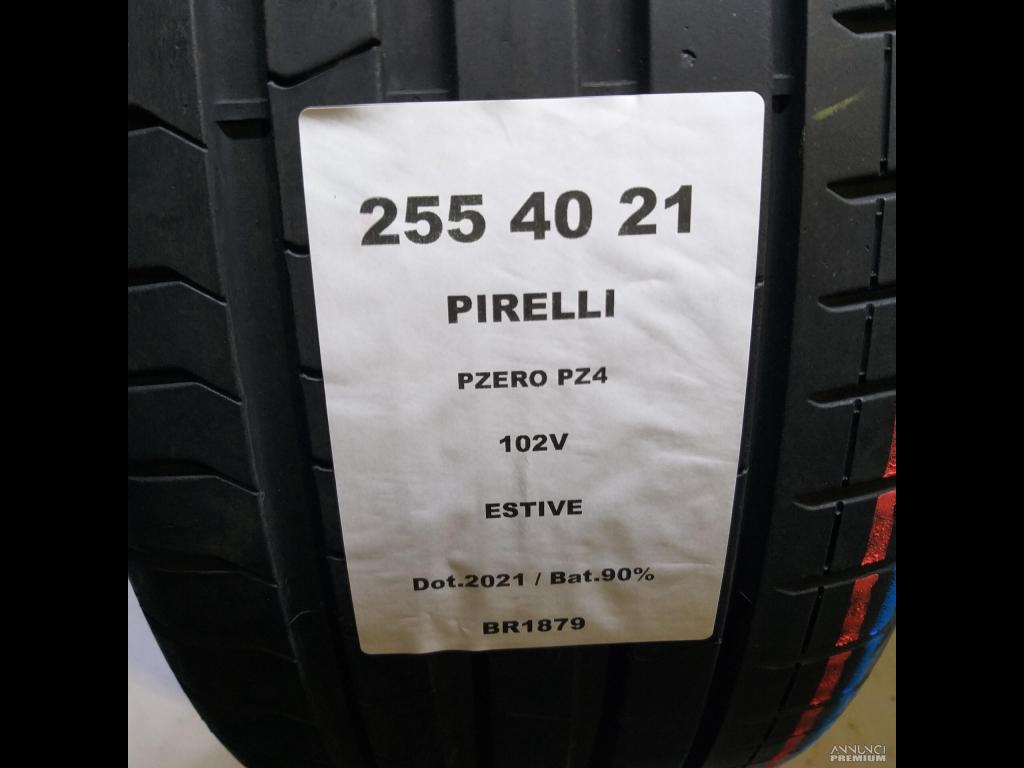 255 40 21
PIRELLI
PZERO PZ4
102V
ESTIVE
Dot.2021 / Bat.90%
BR1879
ANNUNCI
PREMIUM